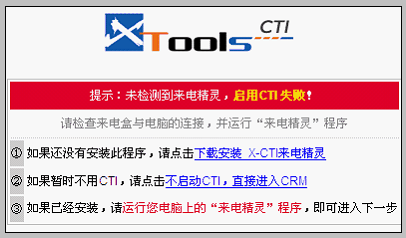 XTools CTI
提示：未检测到来电精灵，启用CTI 失败！
请检查来电盒与电脑的连接，并运行“来电精灵”程序
① 如果还没有安装此程序，请点击下载安装 X-CTI来电精灵
② 如果暂时不用CTI，请点击不启动CTI，直接进入CRM
③ 如果已经安装，请运行您电脑上的“来电精灵”程序，即可进入下一步